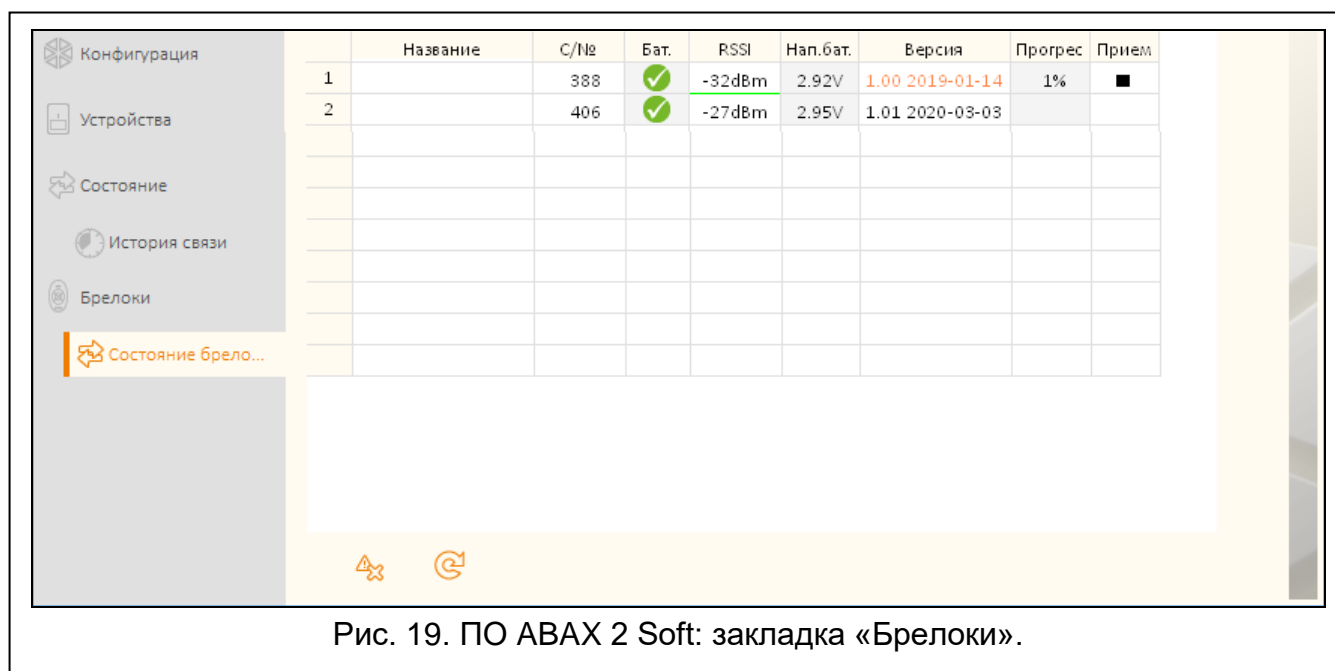 Конфигурация
Устройства
Состояние
История связи
Брелоки
Состояние брело...
Название С/№ Бат. RSSI Нап.бат. Версия Прогрес Прием
1 388 -32dBm 2.92V 1.00 2019-01-14 1%
2 406 -27dBm 2.95V 1.01 2020-03-03
Рис. 19. ПО ABAX 2 Soft: закладка «Брелоки».